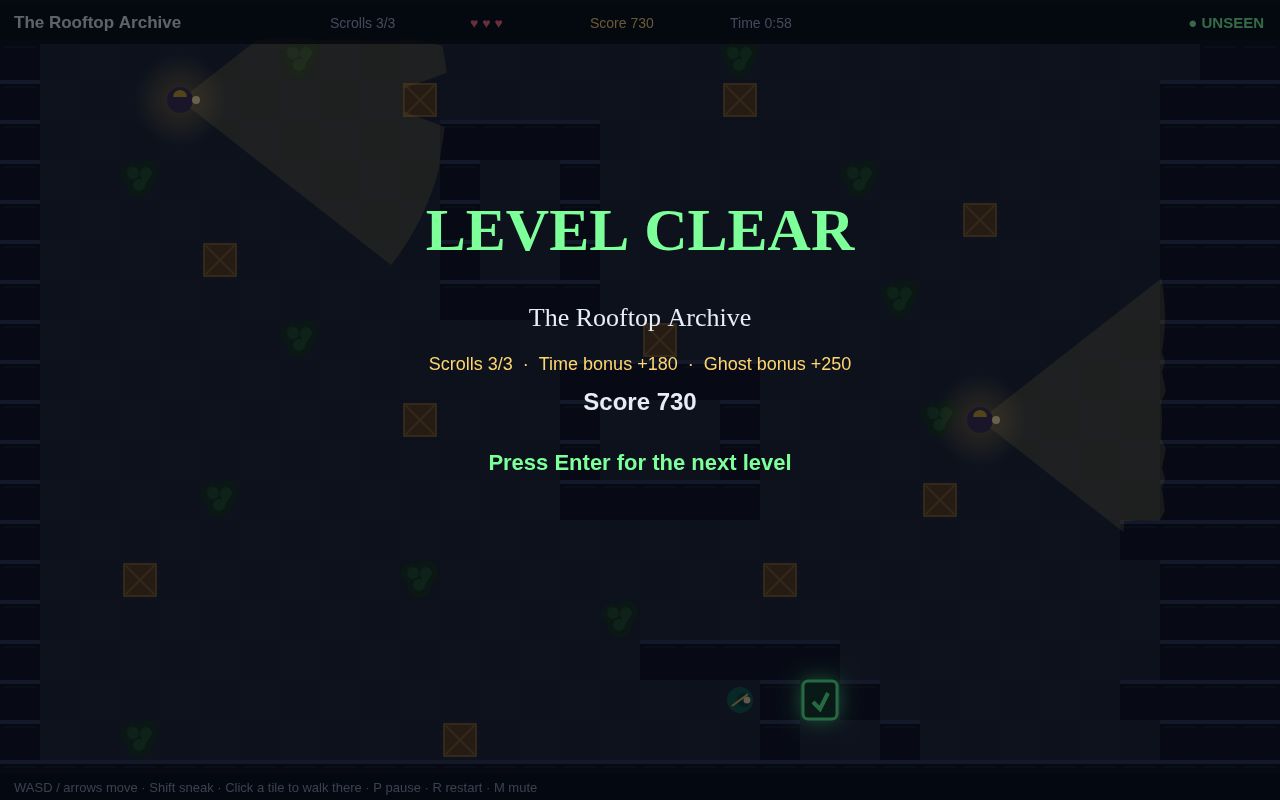 The Rooftop Archive Scrolls 3/3 ♥ ♥ ♥ Score 730 Time 0:58 ● UNSEEN
LEVEL CLEAR
The Rooftop Archive
Scrolls 3/3 · Time bonus +180 · Ghost bonus +250
Score 730
Press Enter for the next level
WASD / arrows move · Shift sneak · Click a tile to walk there · P pause · R restart · M mute